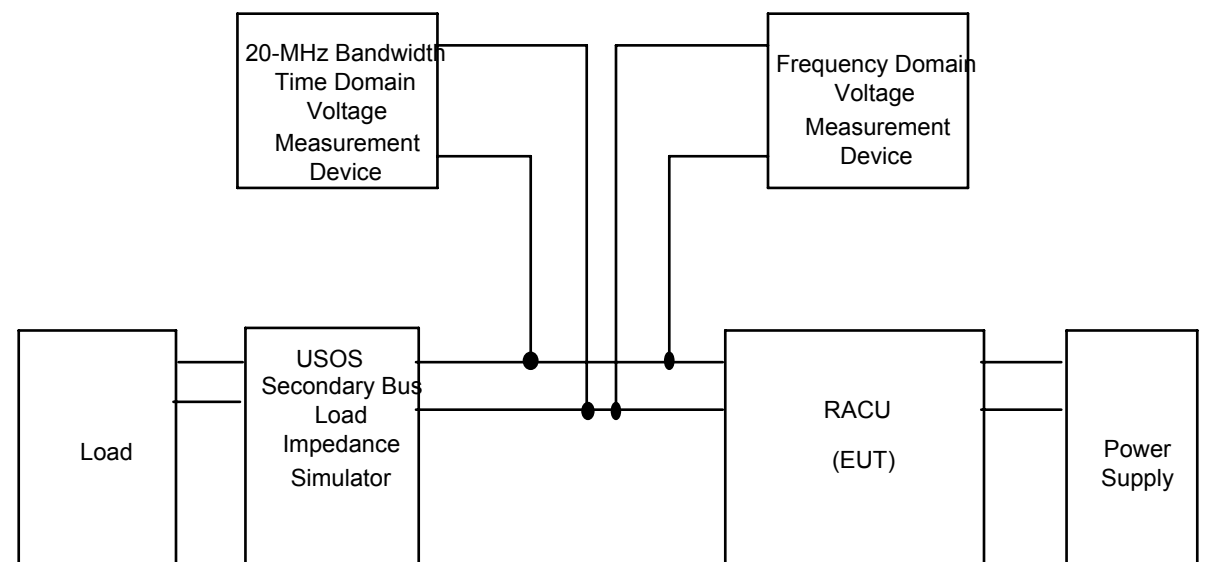 20-MHz Bandwidth
Time Domain
Voltage
Measurement
Device
Frequency Domain
Voltage
Measurement
Device
Load
USOS
Secondary Bus
Load
Impedance
Simulator
RACU
(EUT)
Power
Supply